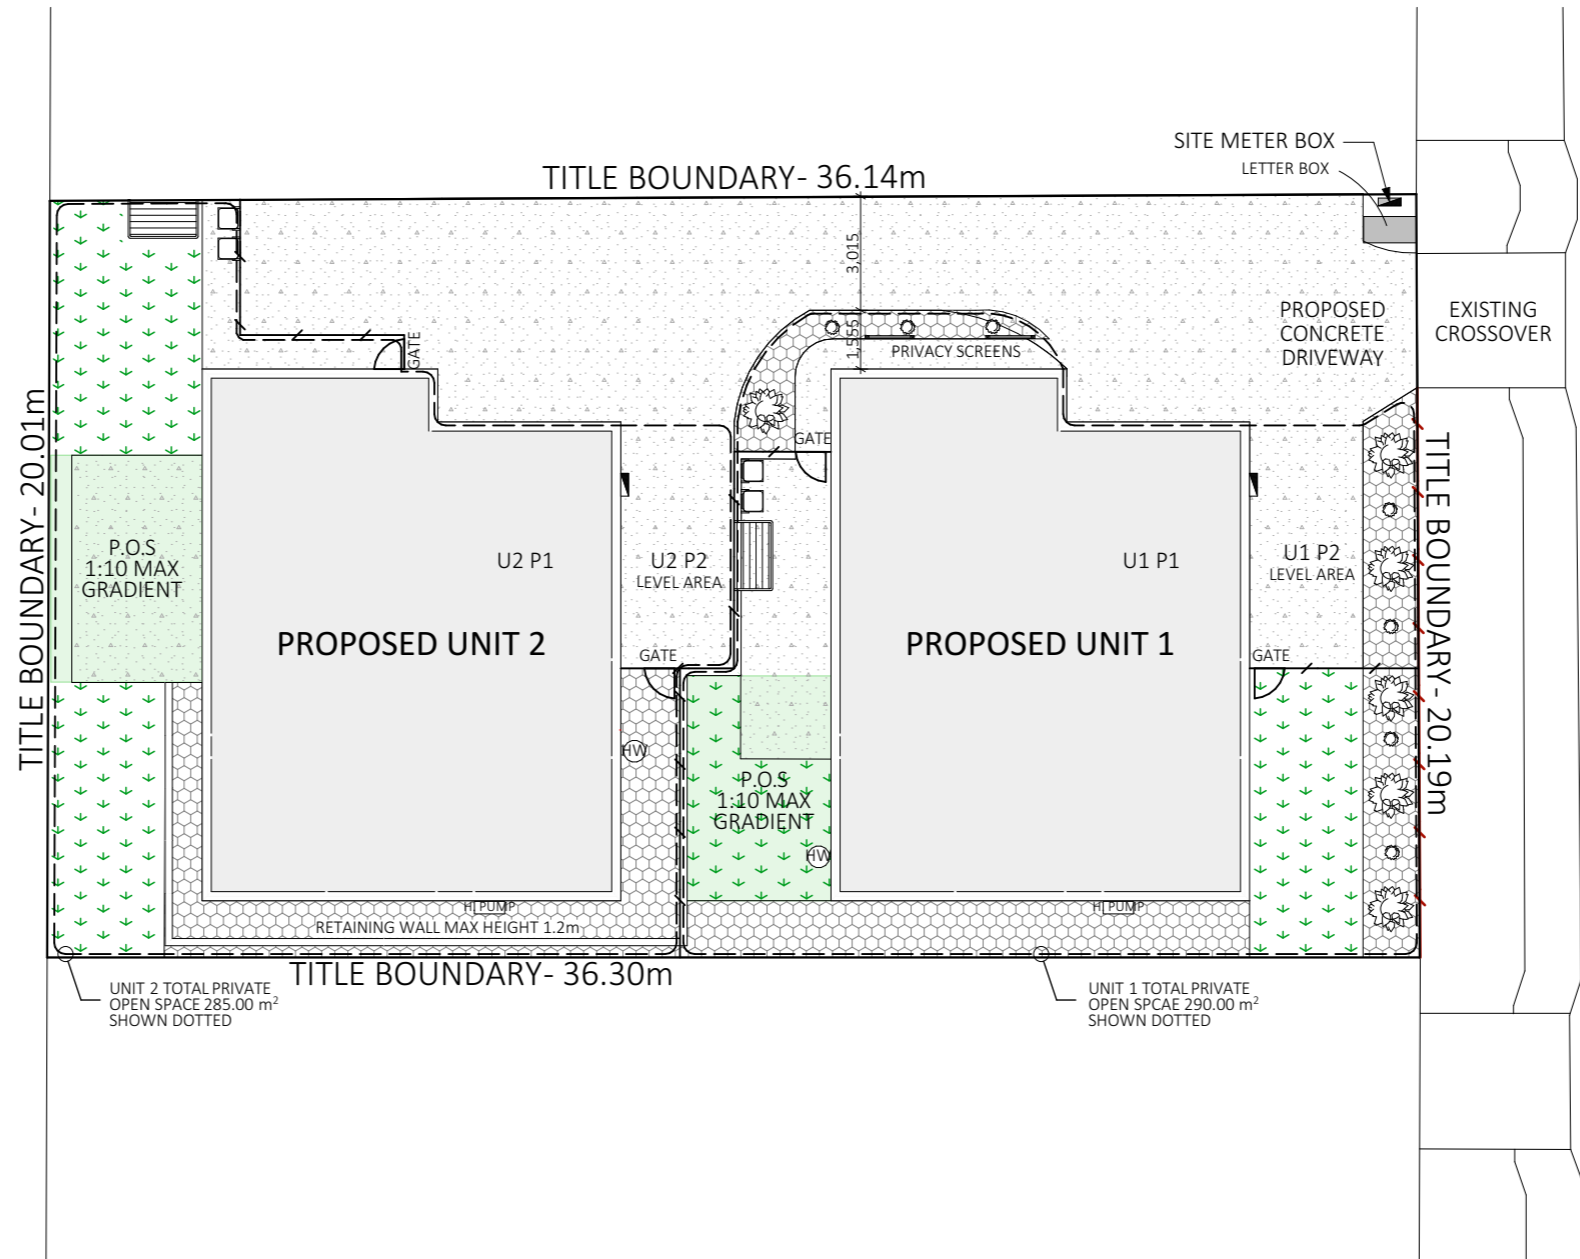 SITE METER BOX
LETTER BOX
TITLE BOUNDARY- 36.14m
3,015
1,555
PROPOSED
CONCRETE
DRIVEWAY
EXISTING
CROSSOVER
GATE
PRIVACY SCREENS
GATE
TITLE BOUNDARY- 20.01m
TITLE BOUNDARY- 20.19m
P.O.S
1:10 MAX
GRADIENT
U2 P1
U2 P2
LEVEL AREA
U1 P1
U1 P2
LEVEL AREA
PROPOSED UNIT 2
PROPOSED UNIT 1
GATE
GATE
HW
P.O.S
1:10 MAX
GRADIENT
HW
H PUMP
H PUMP
RETAINING WALL MAX HEIGHT 1.2m
TITLE BOUNDARY- 36.30m
UNIT 2 TOTAL PRIVATE
OPEN SPACE 285.00 m²
SHOWN DOTTED
UNIT 1 TOTAL PRIVATE
OPEN SPCAE 290.00 m²
SHOWN DOTTED